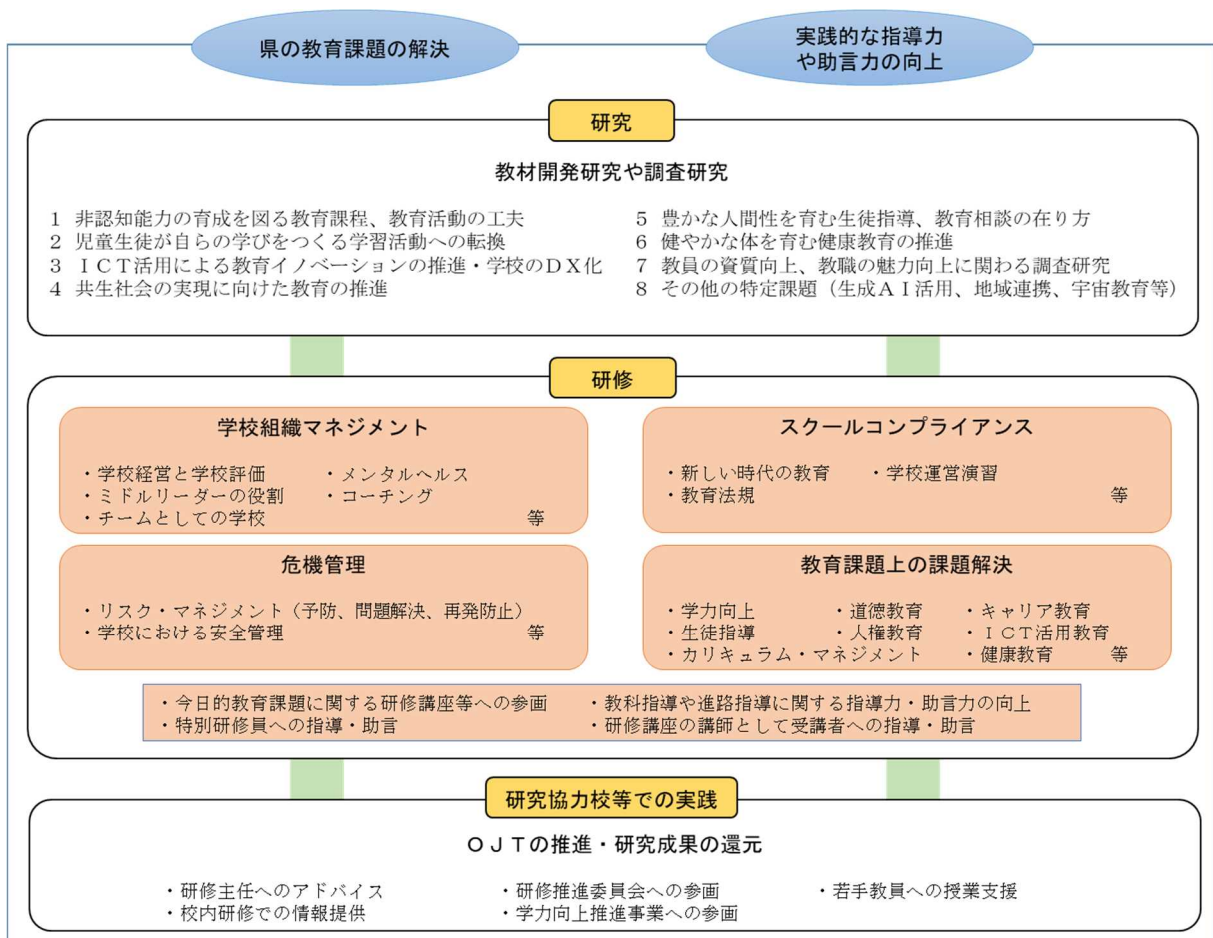 県の教育課題の解決
実践的な指導力
や助言力の向上
研究
教材開発研究や調査研究
1 非認知能力の育成を図る教育課程、教育活動の工夫
2 児童生徒が自らの学びをつくる学習活動への転換
3 ＩＣＴ活用による教育イノベーションの推進・学校のＤＸ化
4 共生社会の実現に向けた教育の推進
5 豊かな人間性を育む生徒指導、教育相談の在り方
6 健やかな体を育む健康教育の推進
7 教員の資質向上、教職の魅力向上に関わる調査研究
8 その他の特定課題（生成ＡＩ活用、地域連携、宇宙教育等）
研修
学校組織マネジメント
・学校経営と学校評価 ・メンタルヘルス
・ミドルリーダーの役割 ・コーチング
・チームとしての学校 等
スクールコンプライアンス
・新しい時代の教育 ・学校運営演習
・教育法規 等
危機管理
・リスク・マネジメント（予防、問題解決、再発防止）
・学校における安全管理 等
教育課題上の課題解決
・学力向上 ・道徳教育 ・キャリア教育
・生徒指導 ・人権教育 ・ＩＣＴ活用教育
・カリキュラム・マネジメント ・健康教育 等
・今日的教育課題に関する研修講座等への参画 ・教科指導や進路指導に関する指導力・助言力の向上
・特別研修員への指導・助言 ・研修講座の講師として受講者への指導・助言
研究協力校等での実践
ＯＪＴの推進・研究成果の還元
・研修主任へのアドバイス ・研修推進委員会への参画 ・若手教員への授業支援
・校内研修での情報提供 ・学力向上推進事業への参画